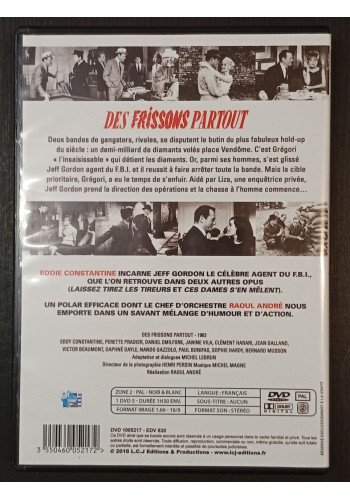 DES FRISSONS PARTOUT
Deux bandes de gangsters, rivales, se disputent le butin du plus fabuleux hold-up
du siècle : un demi-milliard de diamants volés place Vendôme. C'est Grégori
« l'insaisissable » qui détient les diamants. Or, parmi ses hommes, s'est glissé
Jeff Gordon agent du F.B.I. et il reussit à faire arrêter toute la bande. Mais la cible
prioritaire, Grégori, a eu le temps de s'enfuir. Aidé par Liza, une enquêtrice privée,
Jeff Gordon prend la direction des opérations et la chasse à l'homme commence...
EDDIE CONSTANTINE INCARNE JEFF GORDON LE CÉLÈBRE AGENT DU F.B.I.,
QUE L'ON RETROUVE DANS DEUX AUTRES OPUS
(LAISSEZ TIREZ LES TIREURS ET CES DAMES S'EN MÊLENT).
UN POLAR EFFICACE DONT LE CHEF D'ORCHESTRE RAOUL ANDRÉ NOUS
EMPORTE DANS UN SAVANT MÉLANGE D'HUMOUR ET D'ACTION.
DES FRISSONS PARTOUT - 1963
EDDY CONSTANTINE, PERETTE PRADIER, DANIEL EMILFORK, JANINE VILA, CLÉMENT HARARI, JEAN GALLAND,
VICTOR BEAUMONT, DAPHNÉ DAYLE, NANDO GAZZOLO, PAUL BONIFAS, SOPHIE HARDY, BERNARD MUSSON
Adaptation et dialogues MICHEL LEBRUN
Directeur de la photographie HENRI PERSIN Musique MICHEL MAGNE
Réalisation RAOUL ANDRÉ
ZONE 2 - PAL - NOIR & BLANC
LANGUE : FRANÇAIS
1 DVD 5 - DURÉE 1H30 ENV.
SOUS-TITRE : AUCUN
FORMAT IMAGE 1.66 - 16/9
FORMAT SON : STÉRÉO
DVD
PAL
DVD 1005217 - EDV 828
© 2016 L.C.J Editions & Productions - www.lcj-editions.fr
3 550460 052172 >